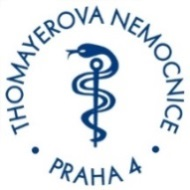 THOMAYEROVA NEMOCNICE
• PRAHA 4 •